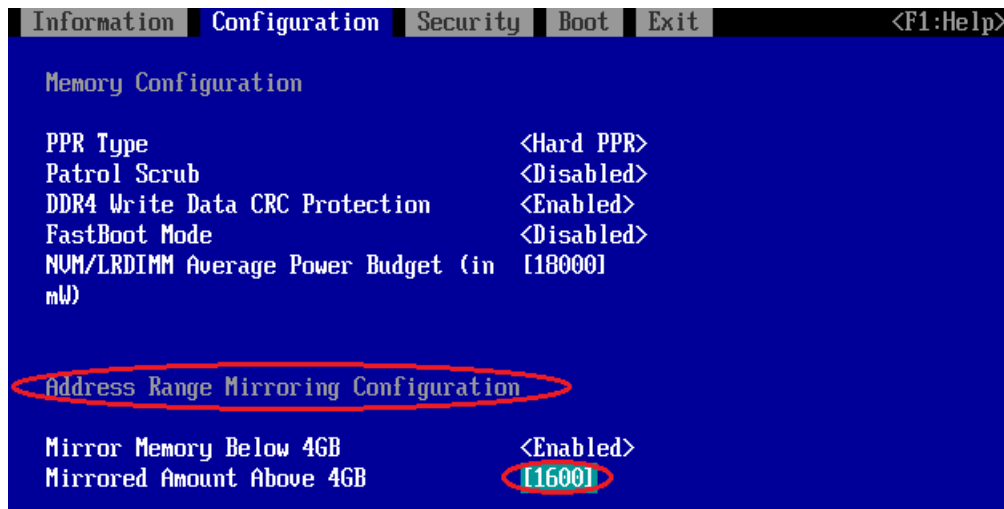 Information Configuration Security Boot Exit <F1:Help>
Memory Configuration
PPR Type <Hard PPR>
Patrol Scrub <Disabled>
DDR4 Write Data CRC Protection <Enabled>
FastBoot Mode <Disabled>
NVM/LRDIMM Average Power Budget (in [18000]
mW)
Address Range Mirroring Configuration
Mirror Memory Below 4GB <Enabled>
Mirrored Amount Above 4GB [1600]